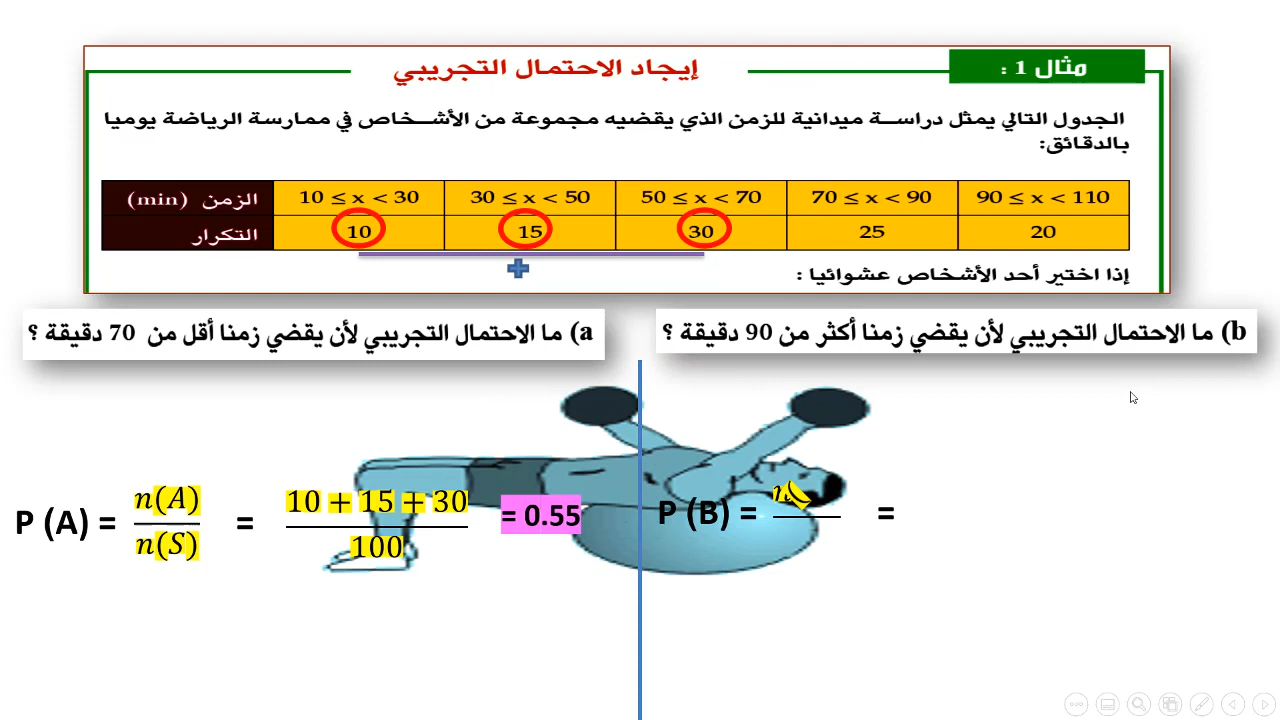 مثال 1 :
إيجاد الاحتمال التجريبي
الجدول التالي يمثل دراسة ميدانية للزمن الذي يقضيه مجموعة من الأشخاص في ممارسة الرياضة يوميا
بالدقائق:
الزمن (min) 10 ≤ x < 30 30 ≤ x < 50 50 ≤ x < 70 70 ≤ x < 90 90 ≤ x < 110
التكرار 10 15 30 25 20
إذا اختير أحد الأشخاص عشوائيا :
a) ما الاحتمال التجريبي لأن يقضي زمنا أقل من 70 دقيقة ؟
b) ما الاحتمال التجريبي لأن يقضي زمنا أكثر من 90 دقيقة ؟
P (A) = n(A)/n(S) = 10 + 15 + 30/100 = 0.55
P (B) = =